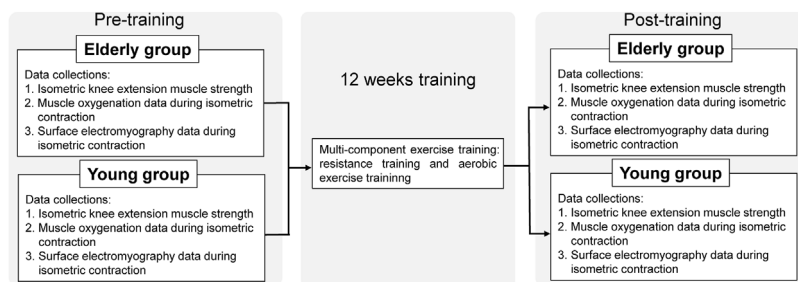 Pre-training
Elderly group
Data collections:
1. Isometric knee extension muscle strength
2. Muscle oxygenation data during isometric
contraction
3. Surface electromyography data during
isometric contraction
Young group
Data collections:
1. Isometric knee extension muscle strength
2. Muscle oxygenation data during isometric
contraction
3. Surface electromyography data during
isometric contraction
12 weeks training
Multi-component exercise training:
resistance training and aerobic
exercise traininng
Post-training
Elderly group
Data collections:
1. Isometric knee extension muscle strength
2. Muscle oxygenation data during isometric
contraction
3. Surface electromyography data during
isometric contraction
Young group
Data collections:
1. Isometric knee extension muscle strength
2. Muscle oxygenation data during isometric
contraction
3. Surface electromyography data during
isometric contraction